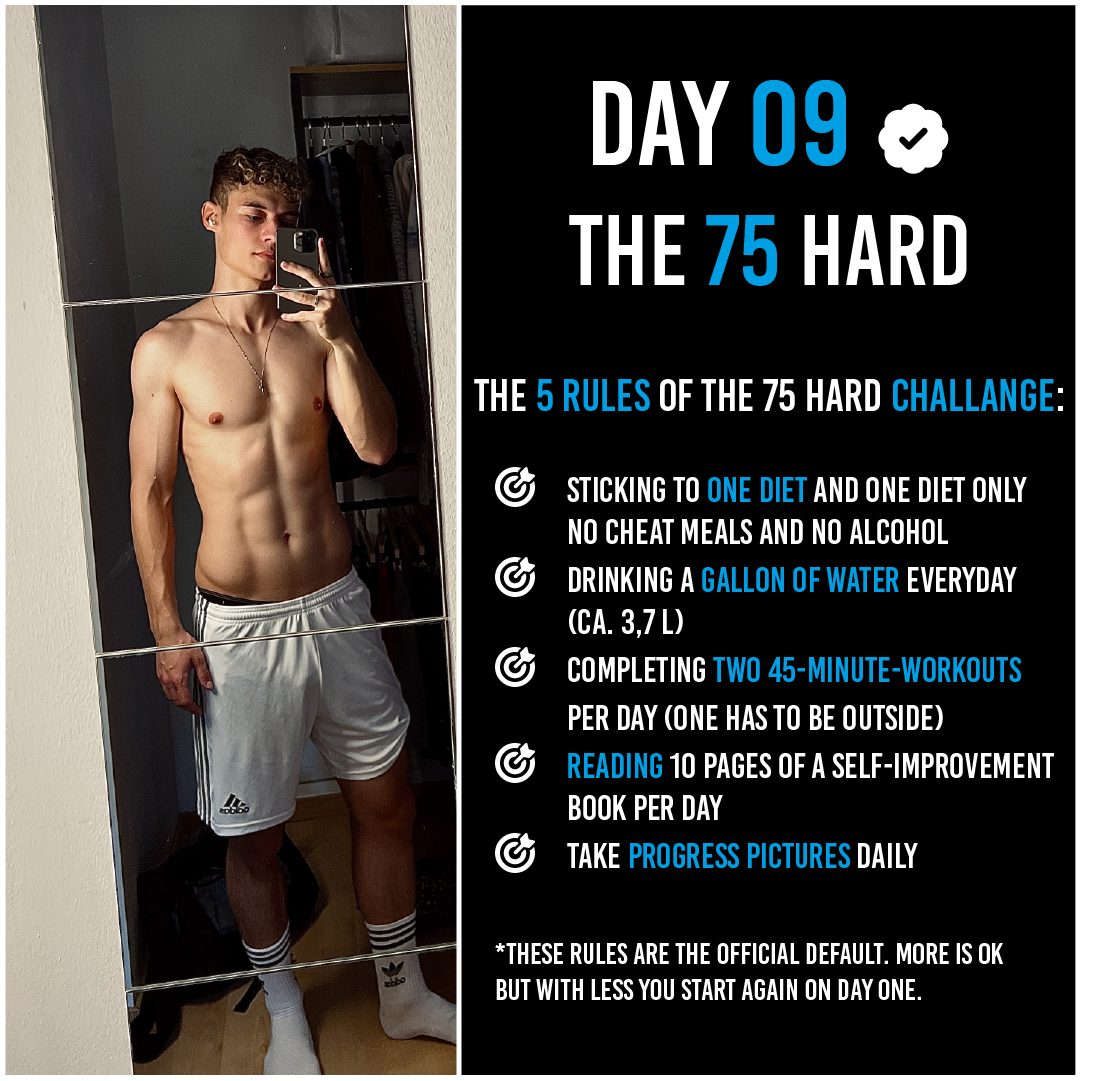 DAY 09
THE 75 HARD
THE 5 RULES OF THE 75 HARD CHALLANGE:
STICKING TO ONE DIET AND ONE DIET ONLY
NO CHEAT MEALS AND NO ALCOHOL
DRINKING A GALLON OF WATER EVERYDAY
(CA. 3,7 L)
COMPLETING TWO 45-MINUTE-WORKOUTS
PER DAY (ONE HAS TO BE OUTSIDE)
READING 10 PAGES OF A SELF-IMPROVEMENT
BOOK PER DAY
TAKE PROGRESS PICTURES DAILY
*THESE RULES ARE THE OFFICIAL DEFAULT. MORE IS OK
BUT WITH LESS YOU START AGAIN ON DAY ONE.
adidas
adidas